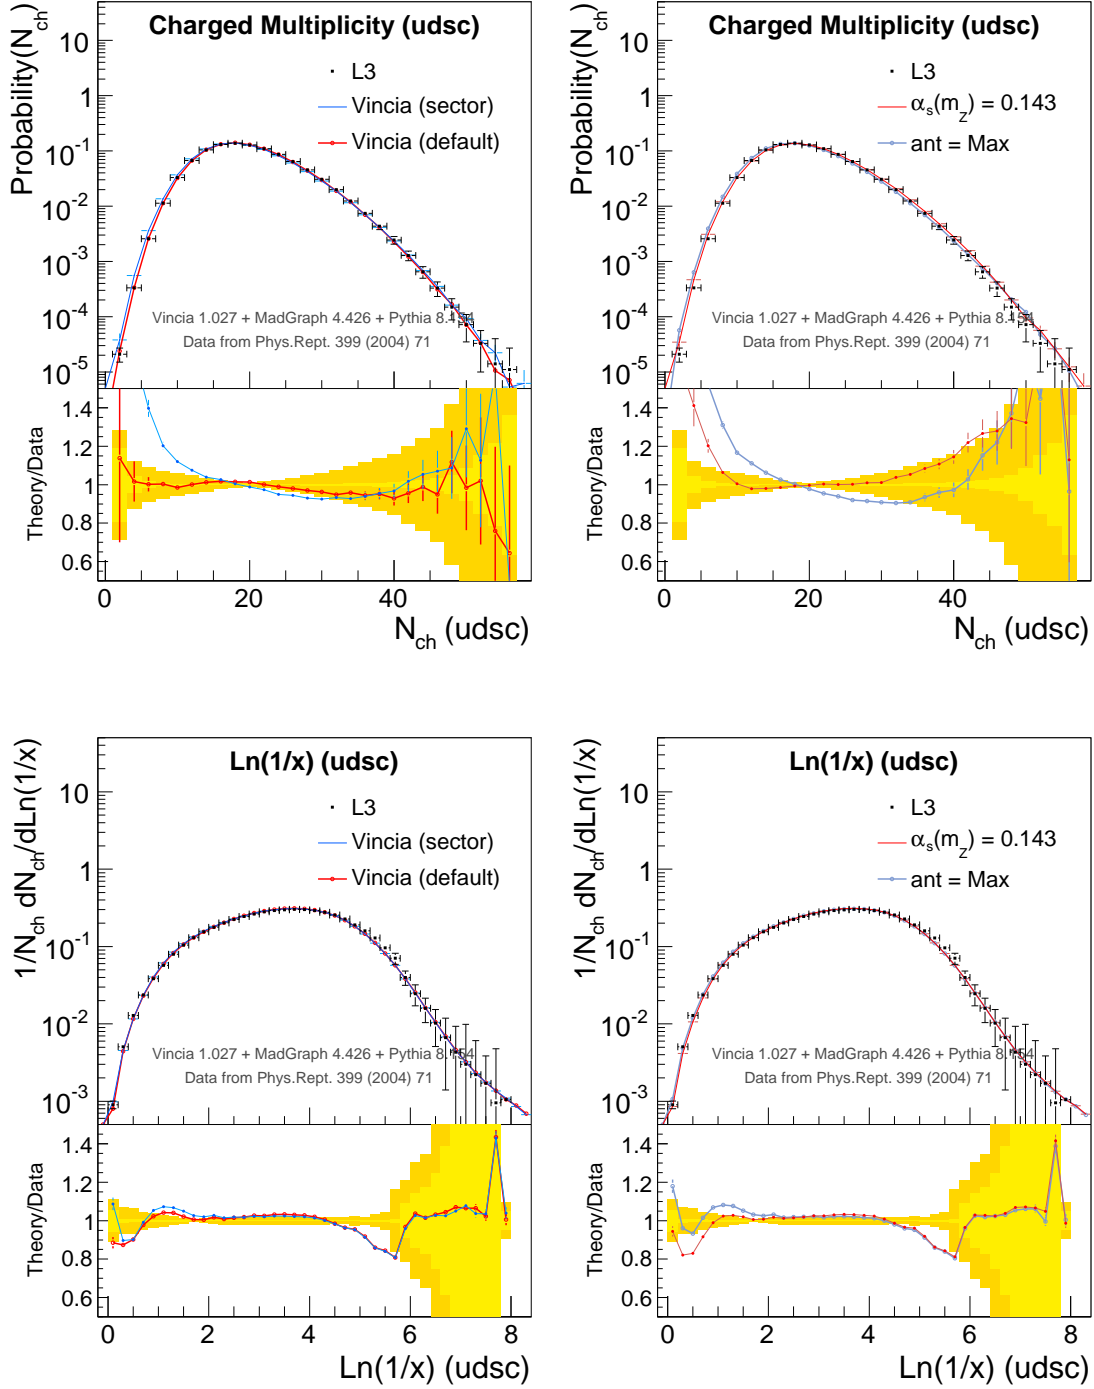 Charged Multiplicity (udsc)
Probability(N_ch)
L3
Vincia (sector)
Vincia (default)
10
1
10^-1
10^-2
10^-3
10^-4
10^-5
Vincia 1.027 + MadGraph 4.426 + Pythia 8.154
Data from Phys.Rept. 399 (2004) 71
Theory/Data
1.4
1.2
1
0.8
0.6
0 20 40
N_ch (udsc)
Charged Multiplicity (udsc)
Probability(N_ch)
L3
α_s(m_Z) = 0.143
ant = Max
10
1
10^-1
10^-2
10^-3
10^-4
10^-5
Vincia 1.027 + MadGraph 4.426 + Pythia 8.154
Data from Phys.Rept. 399 (2004) 71
Theory/Data
1.4
1.2
1
0.8
0.6
0 20 40
N_ch (udsc)
Ln(1/x) (udsc)
1/N_ch dN_ch/dLn(1/x)
L3
Vincia (sector)
Vincia (default)
10
1
10^-1
10^-2
10^-3
Vincia 1.027 + MadGraph 4.426 + Pythia 8.154
Data from Phys.Rept. 399 (2004) 71
Theory/Data
1.4
1.2
1
0.8
0.6
0 2 4 6 8
Ln(1/x) (udsc)
Ln(1/x) (udsc)
1/N_ch dN_ch/dLn(1/x)
L3
α_s(m_Z) = 0.143
ant = Max
10
1
10^-1
10^-2
10^-3
Vincia 1.027 + MadGraph 4.426 + Pythia 8.154
Data from Phys.Rept. 399 (2004) 71
Theory/Data
1.4
1.2
1
0.8
0.6
0 2 4 6 8
Ln(1/x) (udsc)